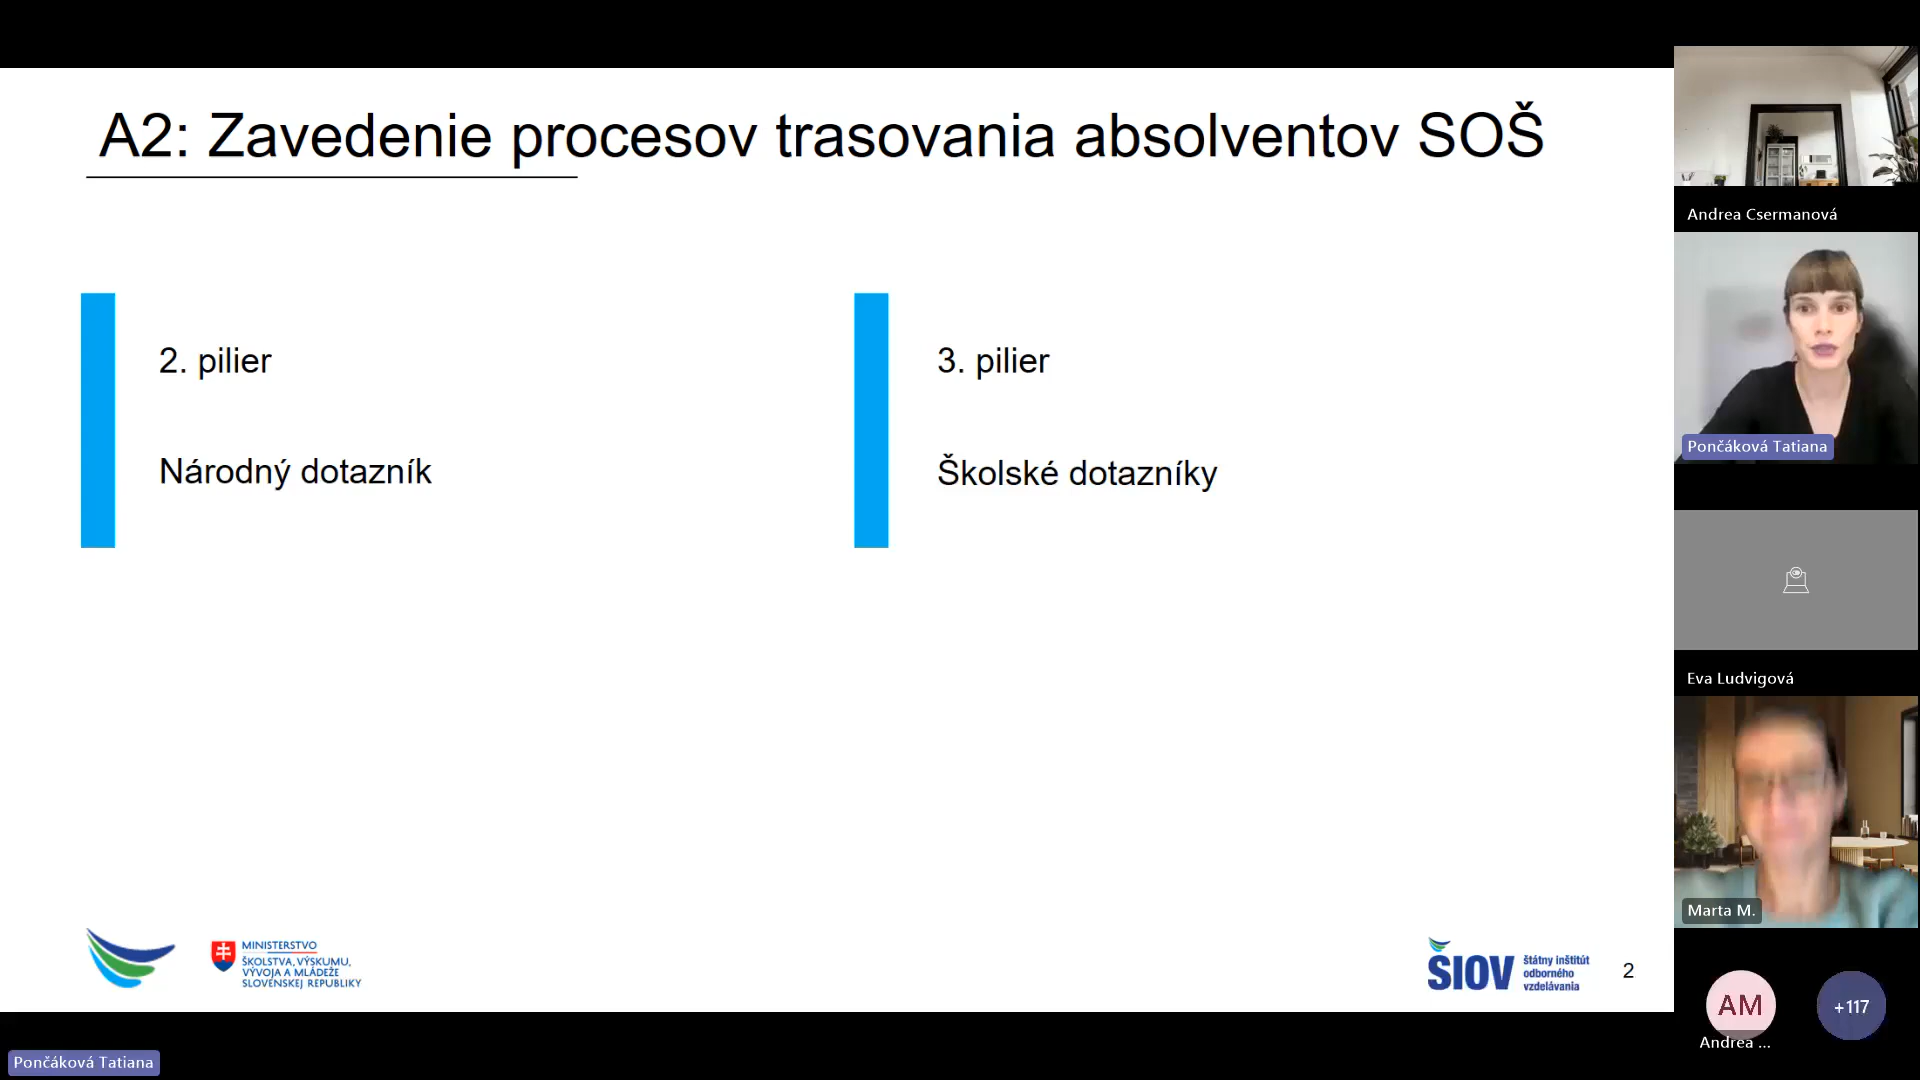 A2: Zavedenie procesov trasovania absolventov SOŠ
2. pilier
Národný dotazník
3. pilier
Školské dotazníky
MINISTERSTVO
ŠKOLSTVA, VÝSKUMU,
VÝVOJA A MLÁDEŽE
SLOVENSKEJ REPUBLIKY
ŠIOV
štátny inštitút
odborného
vzdelávania
2
Andrea Csermanová
Pončáková Tatiana
Eva Ludvigová
Marta M.
AM
Andrea ...
+117
Pončáková Tatiana